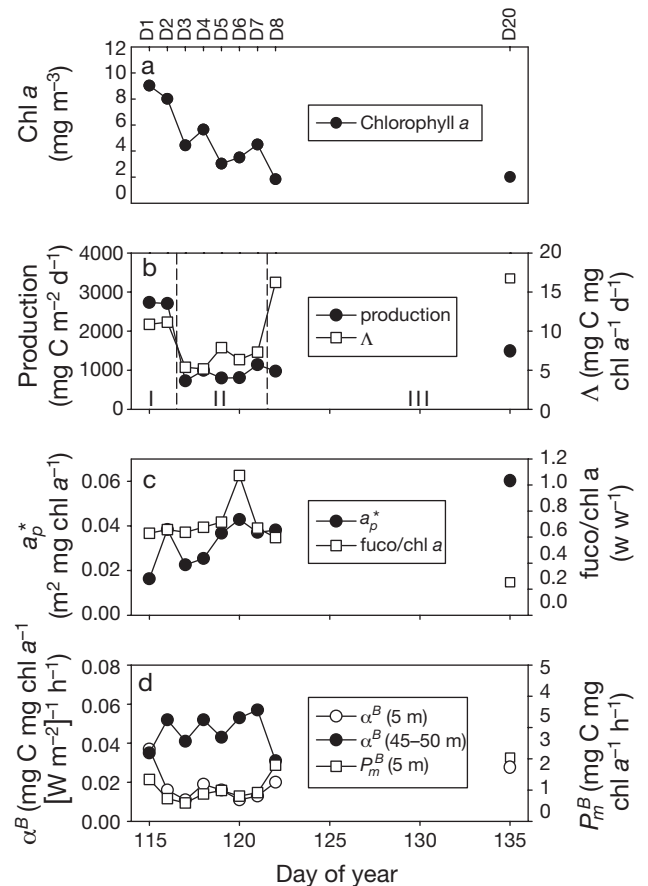 D1 D2 D3 D4 D5 D6 D7 D8 D20
a
Chl a
(mg m⁻³)
12
10
8
6
4
2
0
Chlorophyll a
b
Production
(mg C m⁻² d⁻¹)
4000
3000
2000
1000
0
production
Λ
I II III
20
15
10
5
0
Λ (mg C mg
chl a⁻¹ d⁻¹)
c
a*p
(m² mg chl a⁻¹)
0.06
0.04
0.02
0.00
a*p
fuco/chl a
1.2
1.0
0.8
0.6
0.4
0.2
0.0
fuco/chl a
(w w⁻¹)
d
αᴮ (mg C mg chl a⁻¹
[W m⁻²]⁻¹ h⁻¹)
0.08
0.06
0.04
0.02
0.00
αᴮ (5 m)
αᴮ (45–50 m)
Pᴮm (5 m)
5
4
5
3
2
1
0
Pᴮm (mg C mg
chl a⁻¹ h⁻¹)
115 120 125 130 135
Day of year